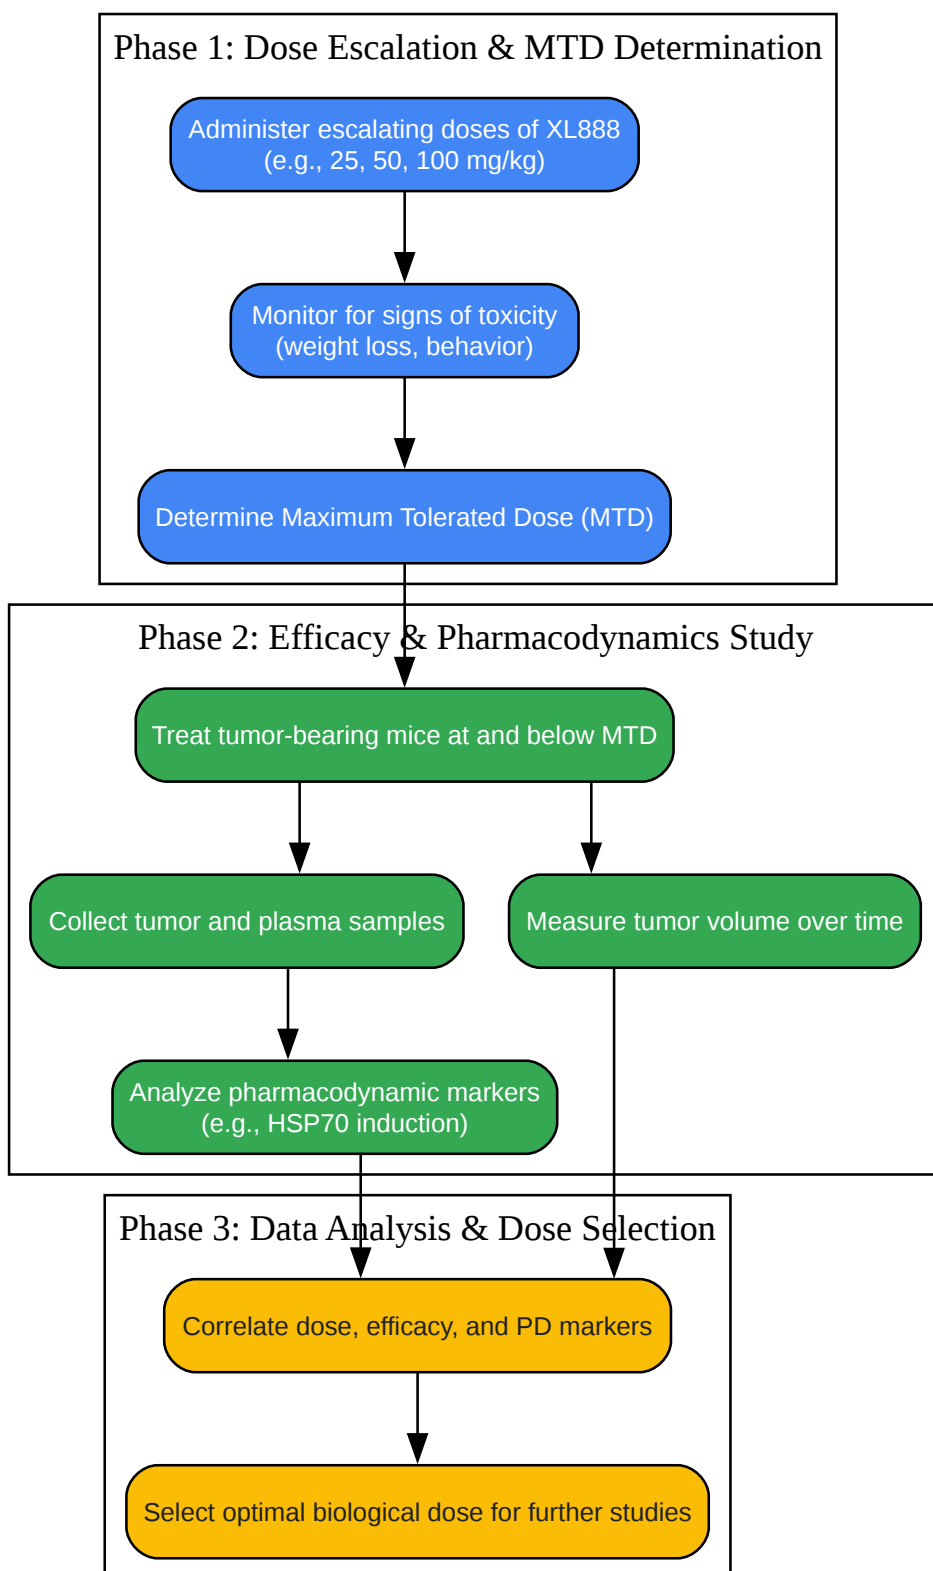 Phase 1: Dose Escalation & MTD Determination
Administer escalating doses of XL888
(e.g., 25, 50, 100 mg/kg)
Monitor for signs of toxicity
(weight loss, behavior)
Determine Maximum Tolerated Dose (MTD)
Phase 2: Efficacy & Pharmacodynamics Study
Treat tumor-bearing mice at and below MTD
Collect tumor and plasma samples
Measure tumor volume over time
Analyze pharmacodynamic markers
(e.g., HSP70 induction)
Phase 3: Data Analysis & Dose Selection
Correlate dose, efficacy, and PD markers
Select optimal biological dose for further studies